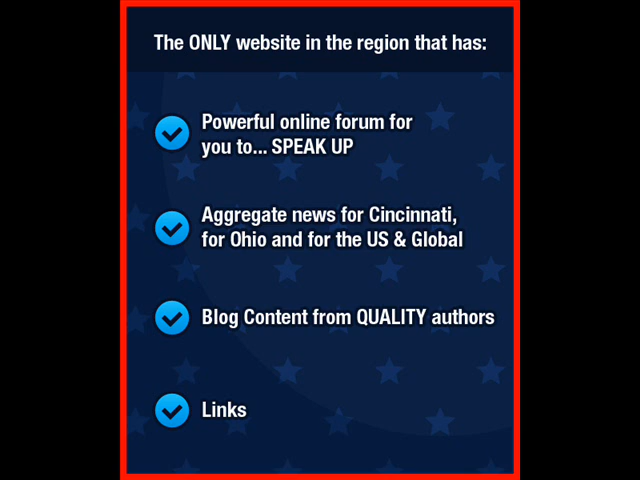 The ONLY website in the region that has:
Powerful online forum for
you to... SPEAK UP
Aggregate news for Cincinnati,
for Ohio and for the US & Global
Blog Content from QUALITY authors
Links